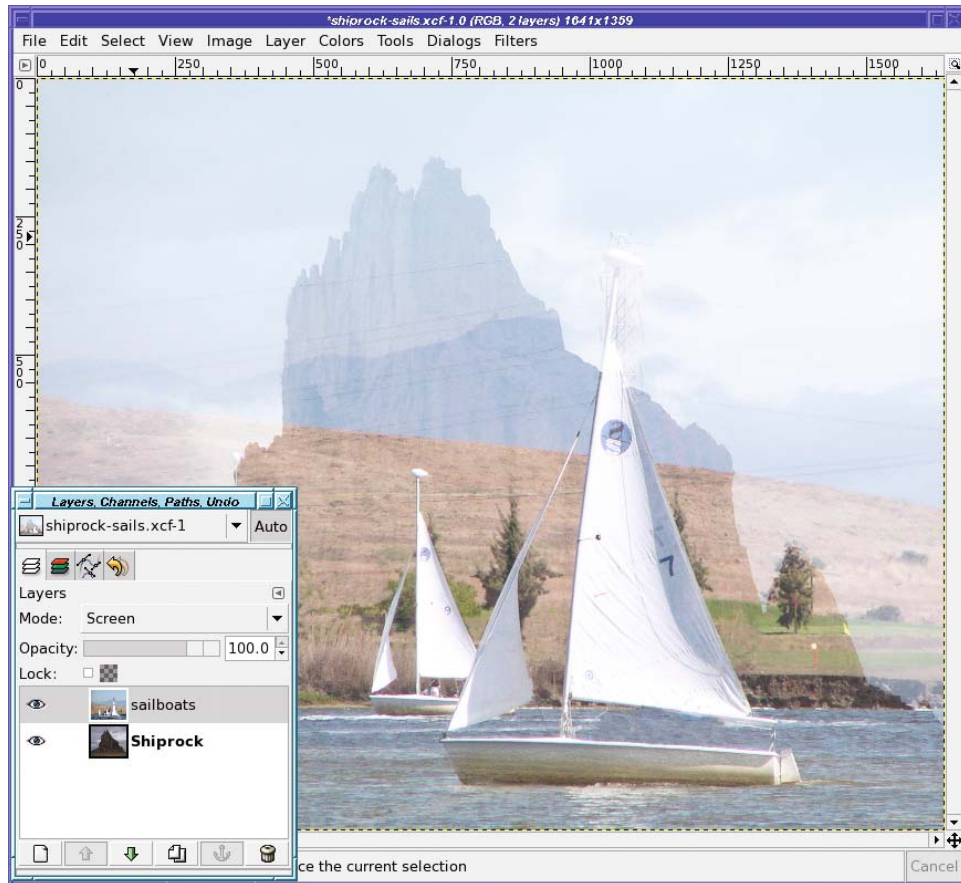 *shiprock-sails.xcf-1.0 (RGB, 2 layers) 1641x1359
File Edit Select View Image Layer Colors Tools Dialogs Filters
0 250 500 750 1000 1250 1500
0
250
500
7
9
Layers, Channels, Paths, Undo
shiprock-sails.xcf-1 Auto
Layers
Mode: Screen
Opacity: 100.0
Lock:
sailboats
Shiprock
ce the current selection Cancel